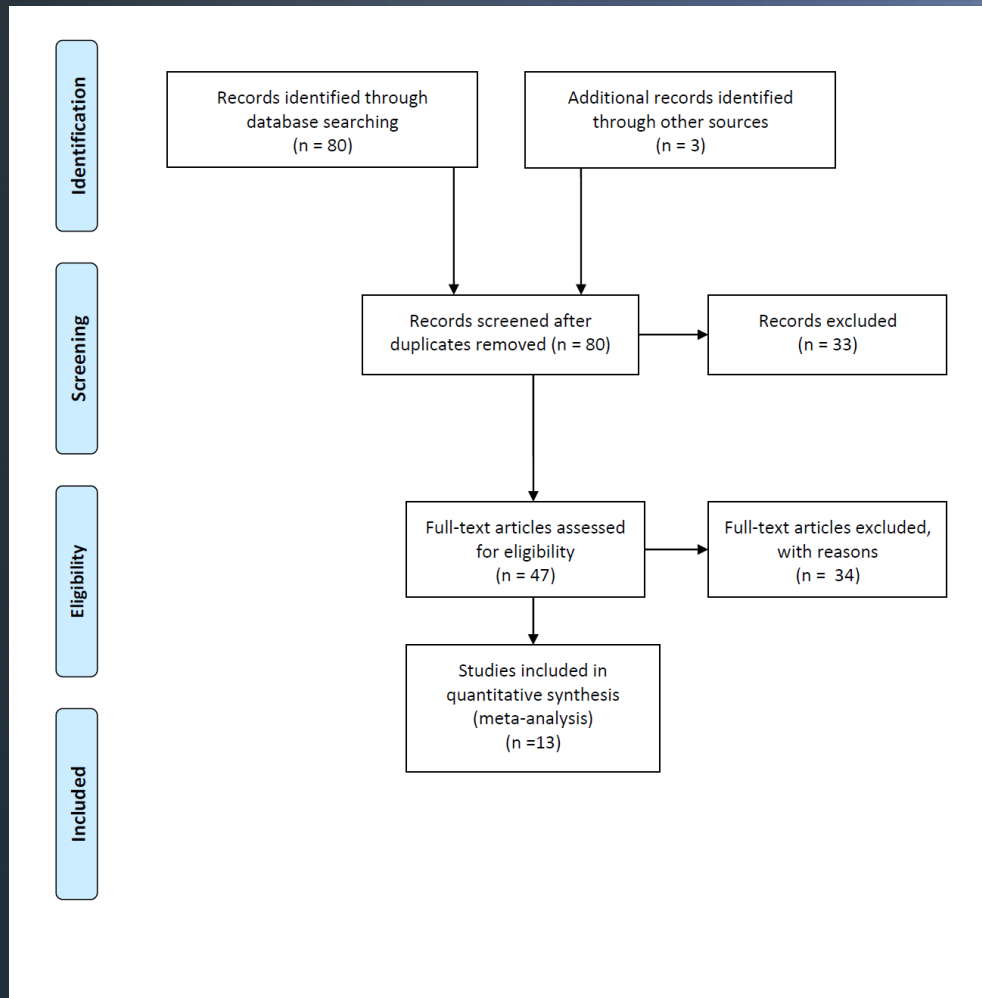 Identification
Records identified through
database searching
(n = 80)
Additional records identified
through other sources
(n = 3)
Screening
Records screened after
duplicates removed (n = 80)
Records excluded
(n = 33)
Eligibility
Full-text articles assessed
for eligibility
(n = 47)
Full-text articles excluded,
with reasons
(n = 34)
Studies included in
quantitative synthesis
(meta-analysis)
(n =13)
Included